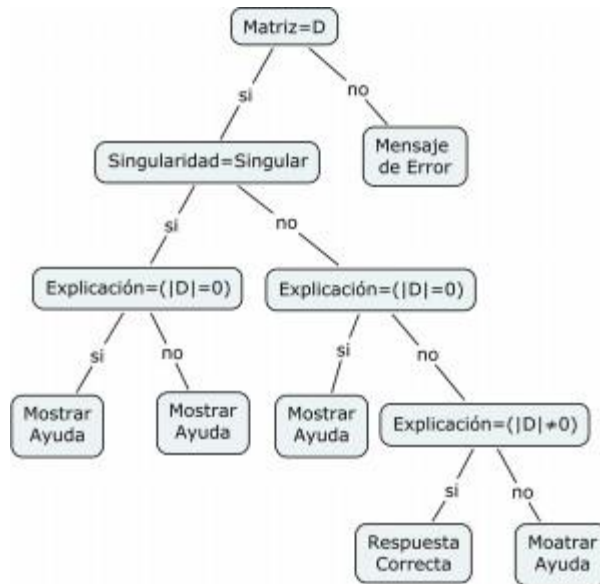 Matriz=D
si
no
Singularidad=Singular
Mensaje
de Error
si
no
Explicación=(|D|=0)
Explicación=(|D|=0)
si
no
si
no
Mostrar
Ayuda
Mostrar
Ayuda
Mostrar
Ayuda
Explicación=(|D|≠0)
si
no
Respuesta
Correcta
Moatrar
Ayuda